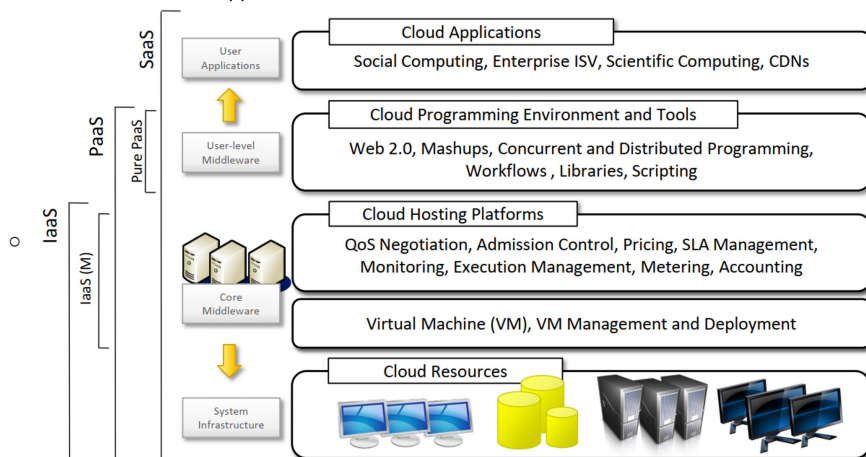 SaaS
PaaS
Pure PaaS
IaaS
IaaS (M)
User
Applications
Cloud Applications
Social Computing, Enterprise ISV, Scientific Computing, CDNs
User-level
Middleware
Cloud Programming Environment and Tools
Web 2.0, Mashups, Concurrent and Distributed Programming,
Workflows , Libraries, Scripting
Cloud Hosting Platforms
QoS Negotiation, Admission Control, Pricing, SLA Management,
Monitoring, Execution Management, Metering, Accounting
Core
Middleware
Virtual Machine (VM), VM Management and Deployment
Cloud Resources
System
Infrastructure